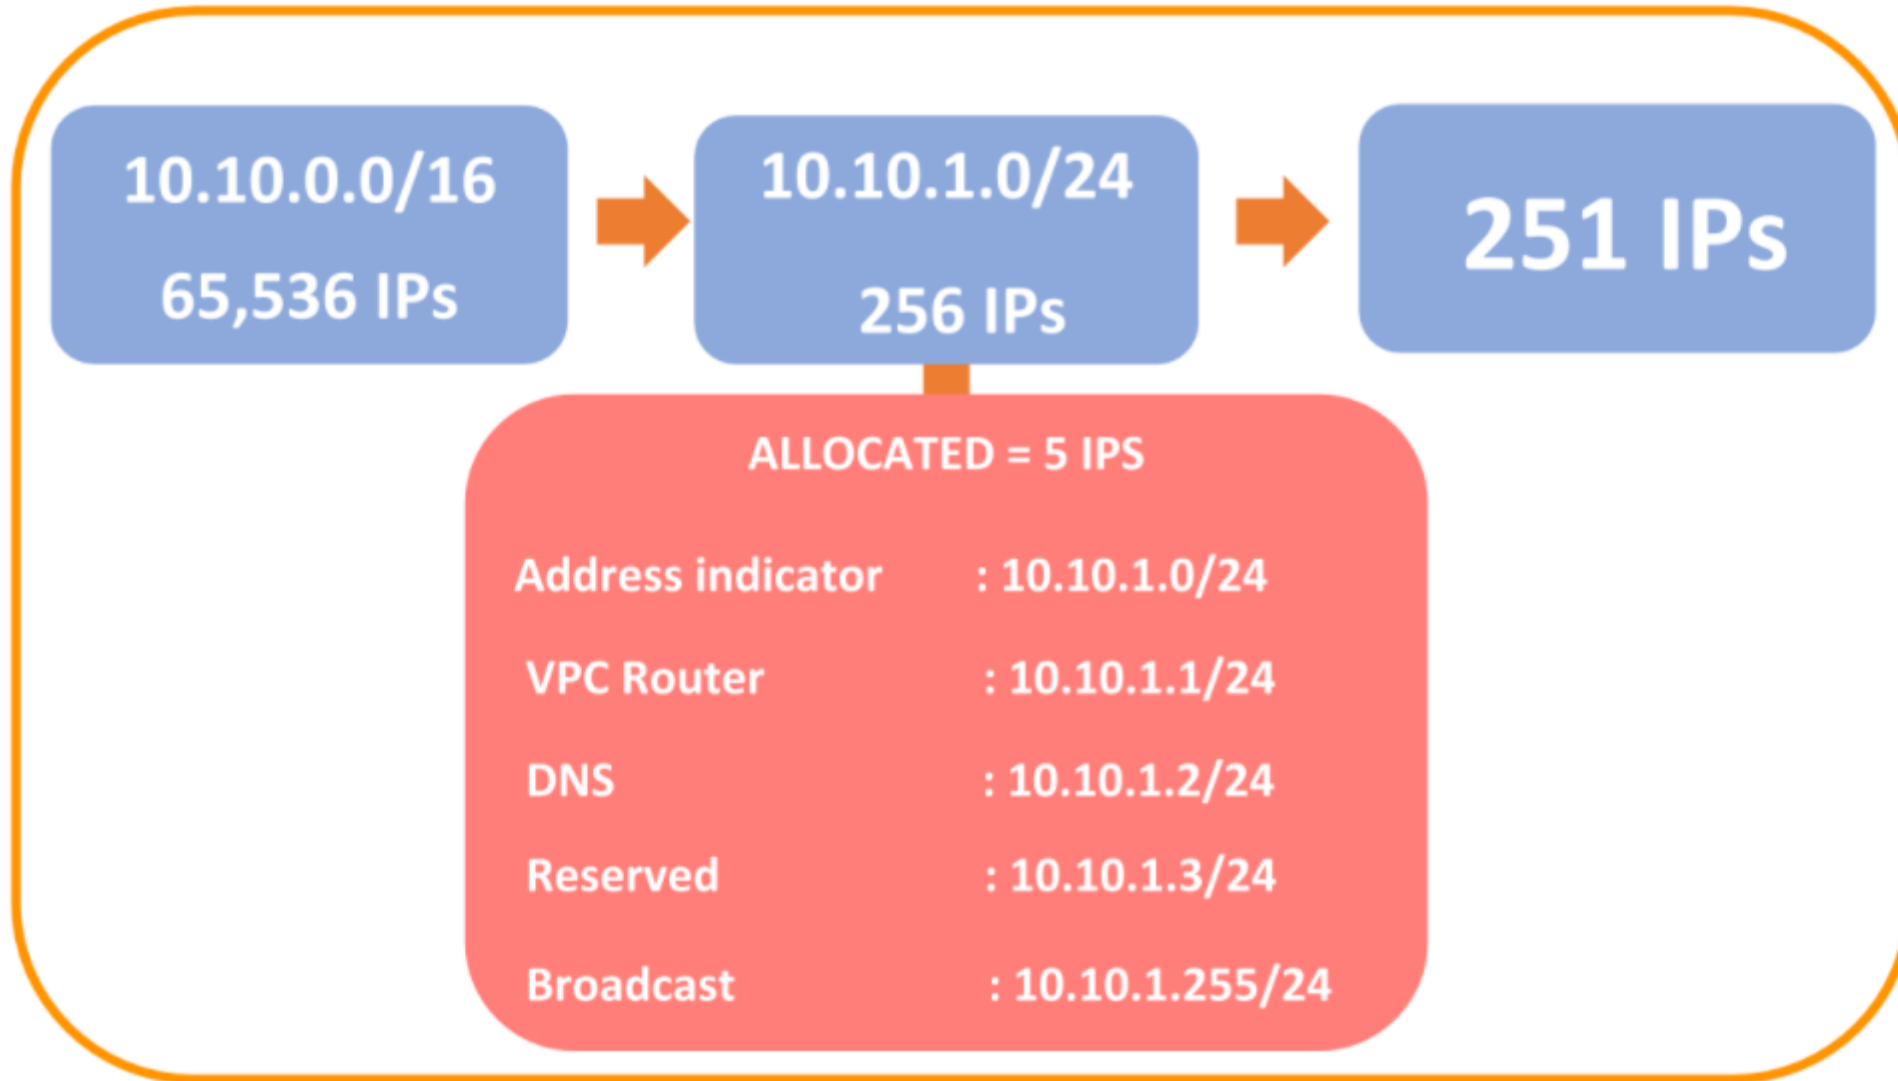 10.10.0.0/16
65,536 IPs
10.10.1.0/24
256 IPs
251 IPs
ALLOCATED = 5 IPS
Address indicator : 10.10.1.0/24
VPC Router : 10.10.1.1/24
DNS : 10.10.1.2/24
Reserved : 10.10.1.3/24
Broadcast : 10.10.1.255/24